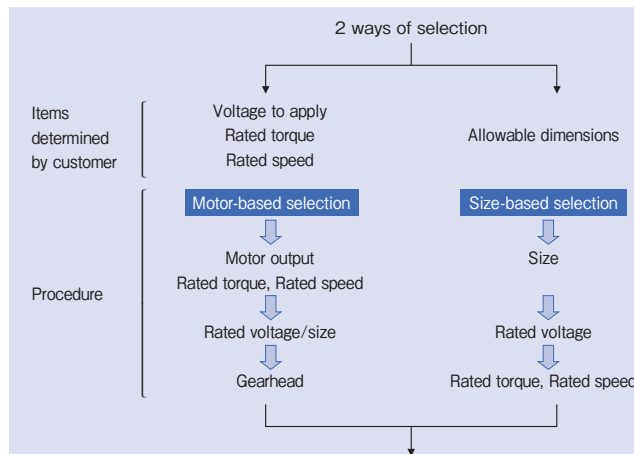 2 ways of selection
Items
determined
by customer
Voltage to apply
Rated torque
Rated speed
Allowable dimensions
Motor-based selection
Size-based selection
Procedure
Motor output
Rated torque, Rated speed
Rated voltage/size
Gearhead
Size
Rated voltage
Rated torque, Rated speed